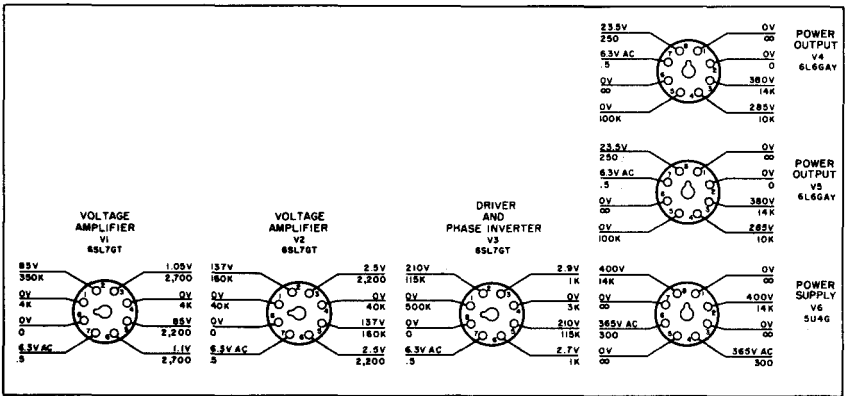 23.5V
250
6.3V AC
.5
0V
∞
0V
100K
0V
∞
0V
0
380V
14K
285V
10K
POWER
OUTPUT
V4
6L6GAY
23.5V
250
6.3V AC
.5
0V
∞
0V
100K
0V
∞
0V
0
380V
14K
285V
10K
POWER
OUTPUT
V5
6L6GAY
VOLTAGE
AMPLIFIER
V1
6SL7GT
85V
350K
0V
4K
0V
0
6.3V AC
.5
1.05V
2,700
0V
4K
85V
2,200
1.1V
2,700
VOLTAGE
AMPLIFIER
V2
6SL7GT
137V
160K
0V
40K
0V
0
6.3V AC
.5
2.5V
2,200
0V
40K
137V
160K
2.5V
2,200
DRIVER
AND
PHASE INVERTER
V3
6SL7GT
210V
115K
0V
500K
0V
0
6.3V AC
.5
2.9V
1K
0V
3K
210V
115K
2.7V
1K
400V
14K
0V
∞
365V AC
300
0V
∞
0V
∞
400V
14K
0V
∞
365V AC
300
POWER
SUPPLY
V6
5U4G